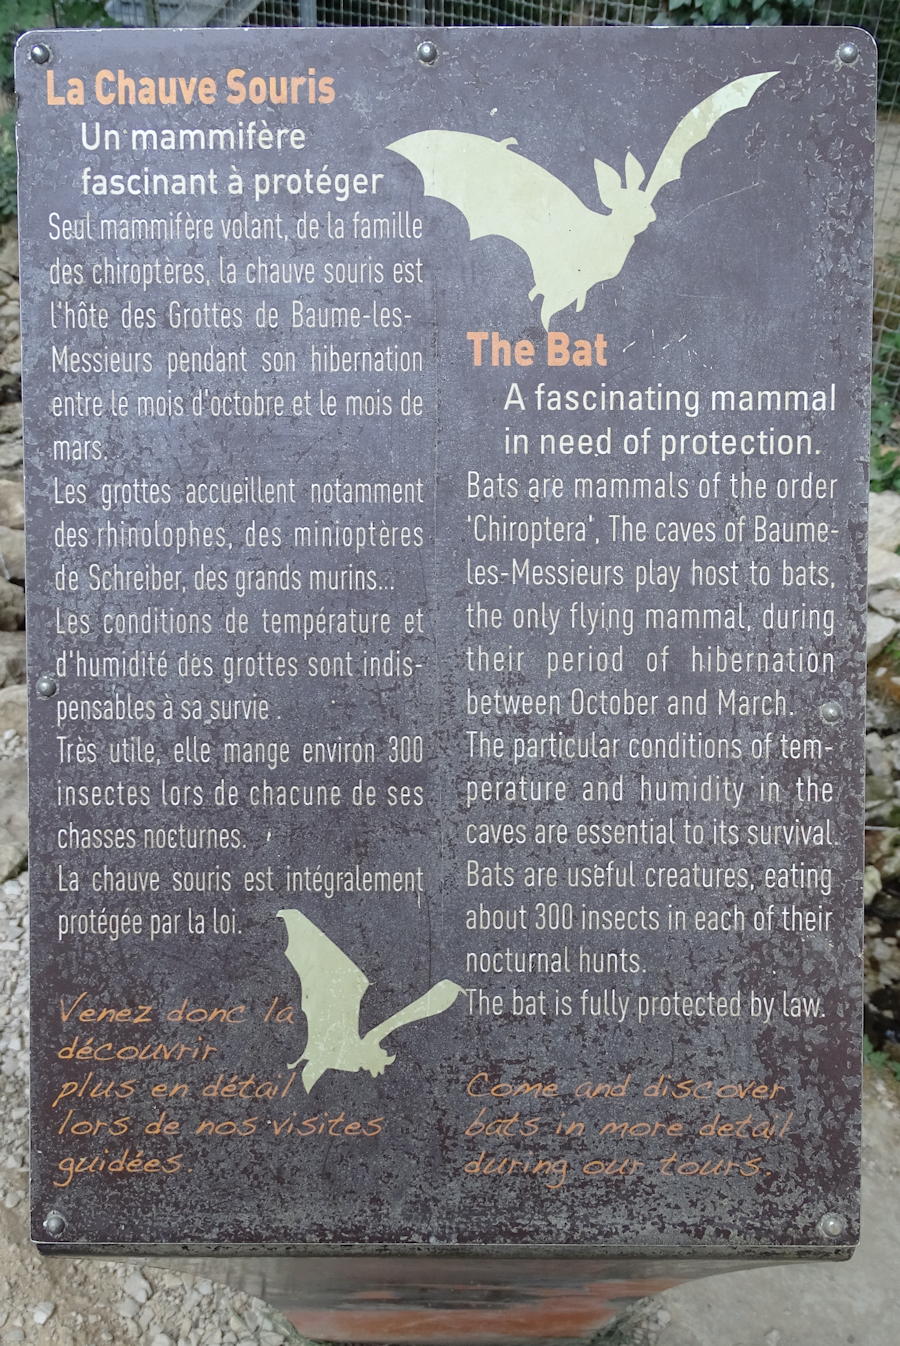 La Chauve Souris
Un mammifère
fascinant à protéger
Seul mammifère volant, de la famille
des chiroptères, la chauve souris est
l'hôte des Grottes de Baume-les-
Messieurs pendant son hibernation
entre le mois d'octobre et le mois de
mars.
Les grottes accueillent notamment
des rhinolophes, des minioptères
de Schreiber, des grands murins...
Les conditions de température et
d'humidité des grottes sont indis-
pensables à sa survie .
Très utile, elle mange environ 300
insectes lors de chacune de ses
chasses nocturnes.
La chauve souris est intégralement
protégée par la loi.
Venez donc la
découvrir
plus en détail
lors de nos visites
guidées.
The Bat
A fascinating mammal
in need of protection.
Bats are mammals of the order
'Chiroptera', The caves of Baume-
les-Messieurs play host to bats,
the only flying mammal, during
their period of hibernation
between October and March.
The particular conditions of tem-
perature and humidity in the
caves are essential to its survival.
Bats are useful creatures, eating
about 300 insects in each of their
nocturnal hunts.
The bat is fully protected by law.
Come and discover
bats in more detail
during our tours.